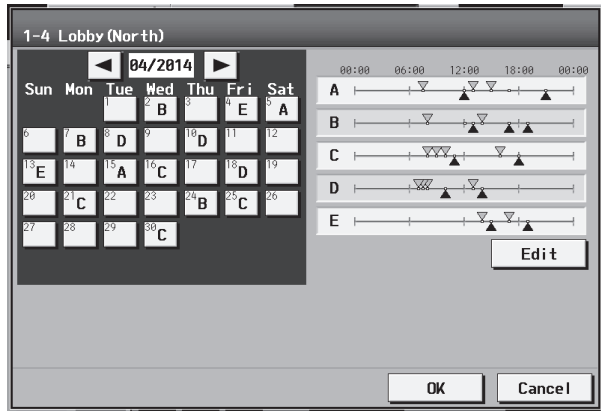 1-4 Lobby(North)
04/2014
Sun Mon Tue Wed Thu Fri Sat
1 2 B 3 4 E 5 A
6 7 B 8 D 9 10 D 11 12
13 E 14 15 A 16 C 17 18 D 19
20 21 C 22 23 24 B 25 C 26
27 28 29 30 C
00:00 06:00 12:00 18:00 00:00
A
B
C
D
E
Edit
OK Cancel